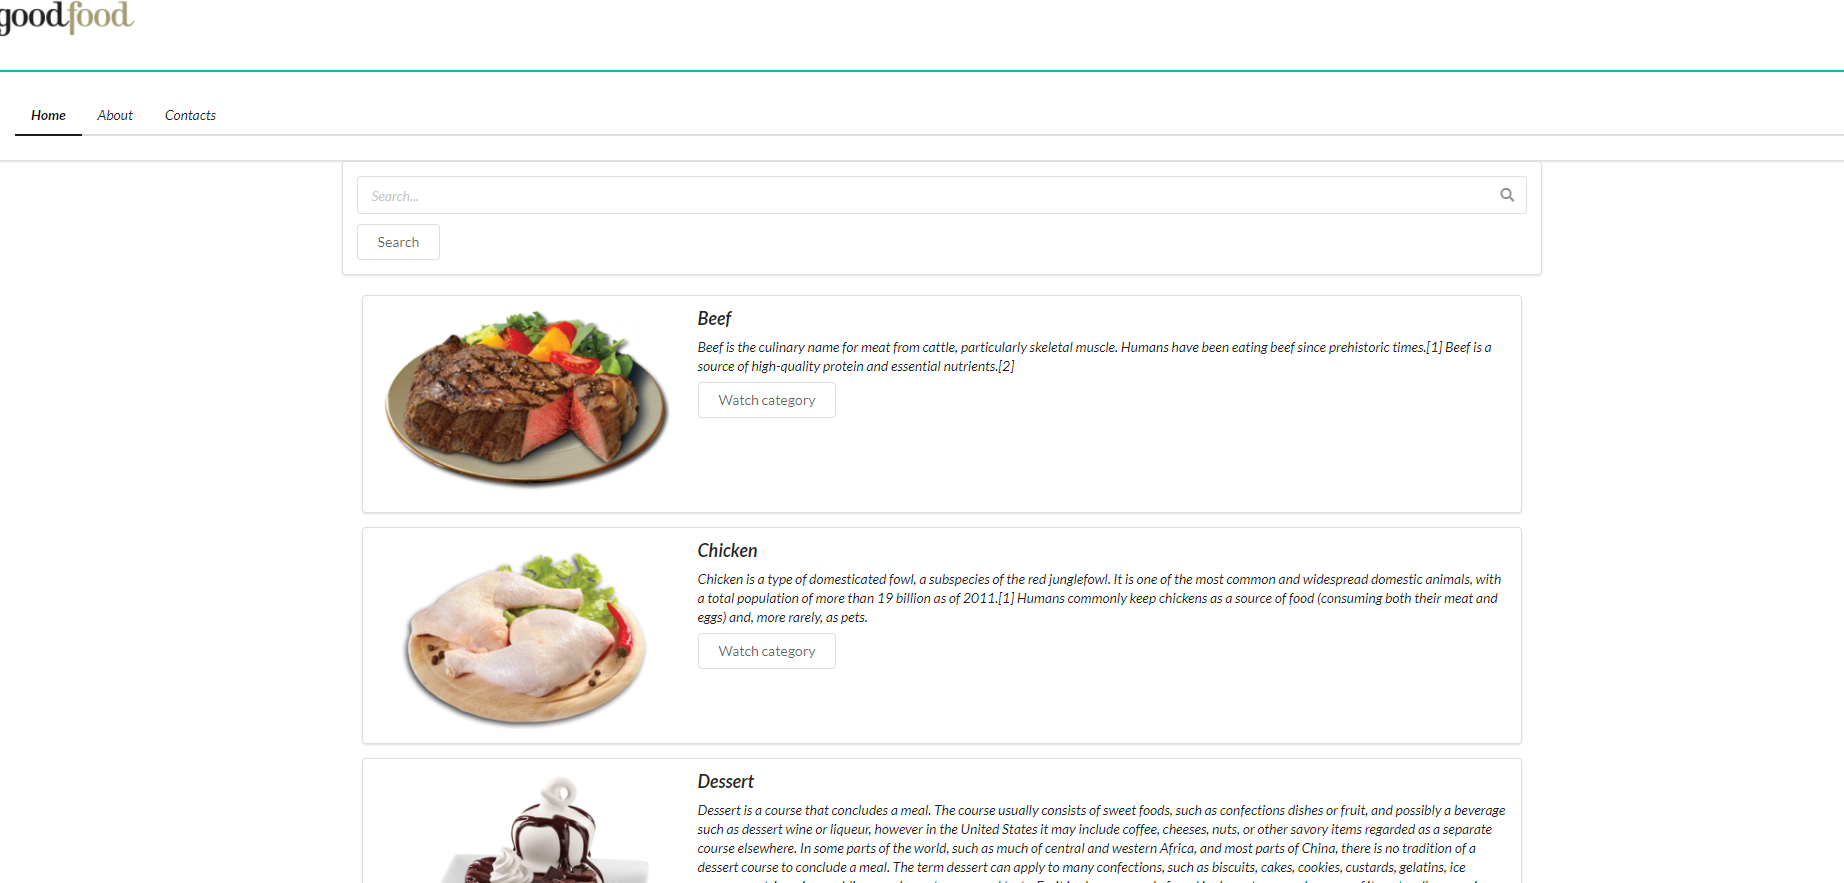 goodfood
Home About Contacts
Search...
Search
Beef
Beef is the culinary name for meat from cattle, particularly skeletal muscle. Humans have been eating beef since prehistoric times.[1] Beef is a
source of high-quality protein and essential nutrients.[2]
Watch category
Chicken
Chicken is a type of domesticated fowl, a subspecies of the red junglefowl. It is one of the most common and widespread domestic animals, with
a total population of more than 19 billion as of 2011.[1] Humans commonly keep chickens as a source of food (consuming both their meat and
eggs) and, more rarely, as pets.
Watch category
Dessert
Dessert is a course that concludes a meal. The course usually consists of sweet foods, such as confections dishes or fruit, and possibly a beverage
such as dessert wine or liqueur, however in the United States it may include coffee, cheeses, nuts, or other savory items regarded as a separate
course elsewhere. In some parts of the world, such as much of central and western Africa, and most parts of China, there is no tradition of a
dessert course to conclude a meal. The term dessert can apply to many confections, such as biscuits, cakes, cookies, custards, gelatins, ice